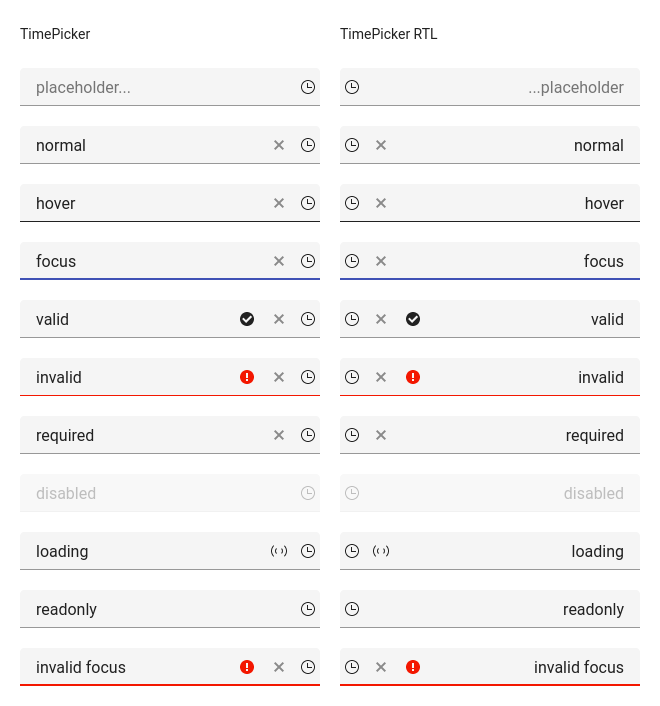 TimePicker
TimePicker RTL
placeholder...
...placeholder
normal
normal
hover
hover
focus
focus
valid
valid
invalid
invalid
required
required
disabled
disabled
loading
loading
readonly
readonly
invalid focus
invalid focus